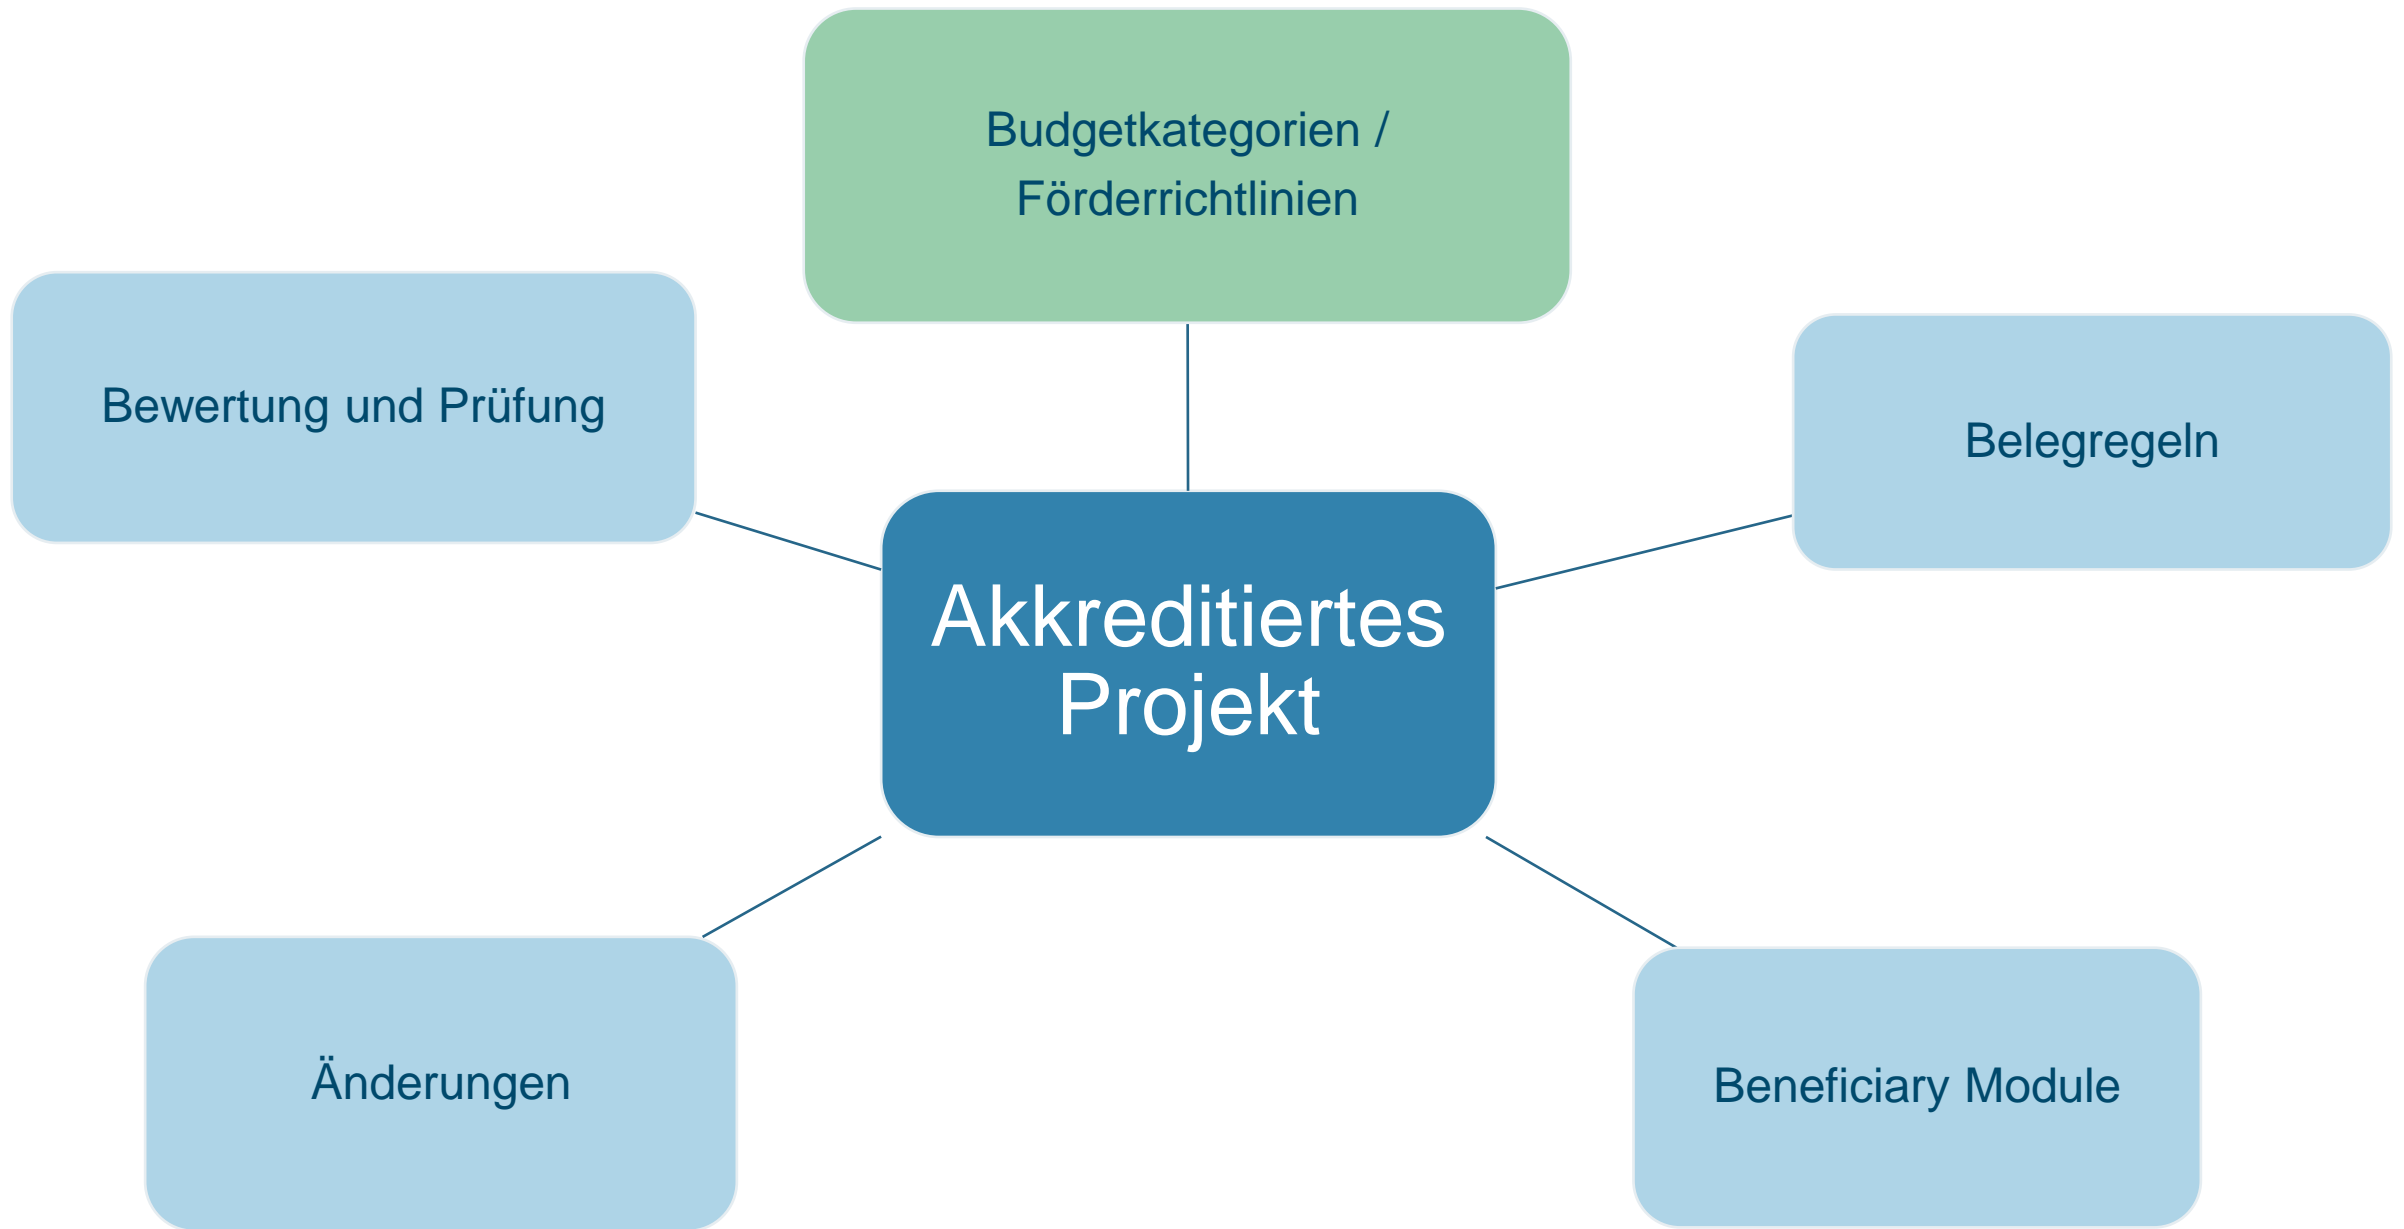 Budgetkategorien /
Förderrichtlinien
Bewertung und Prüfung
Belegregeln
Akkreditiertes
Projekt
Änderungen
Beneficiary Module